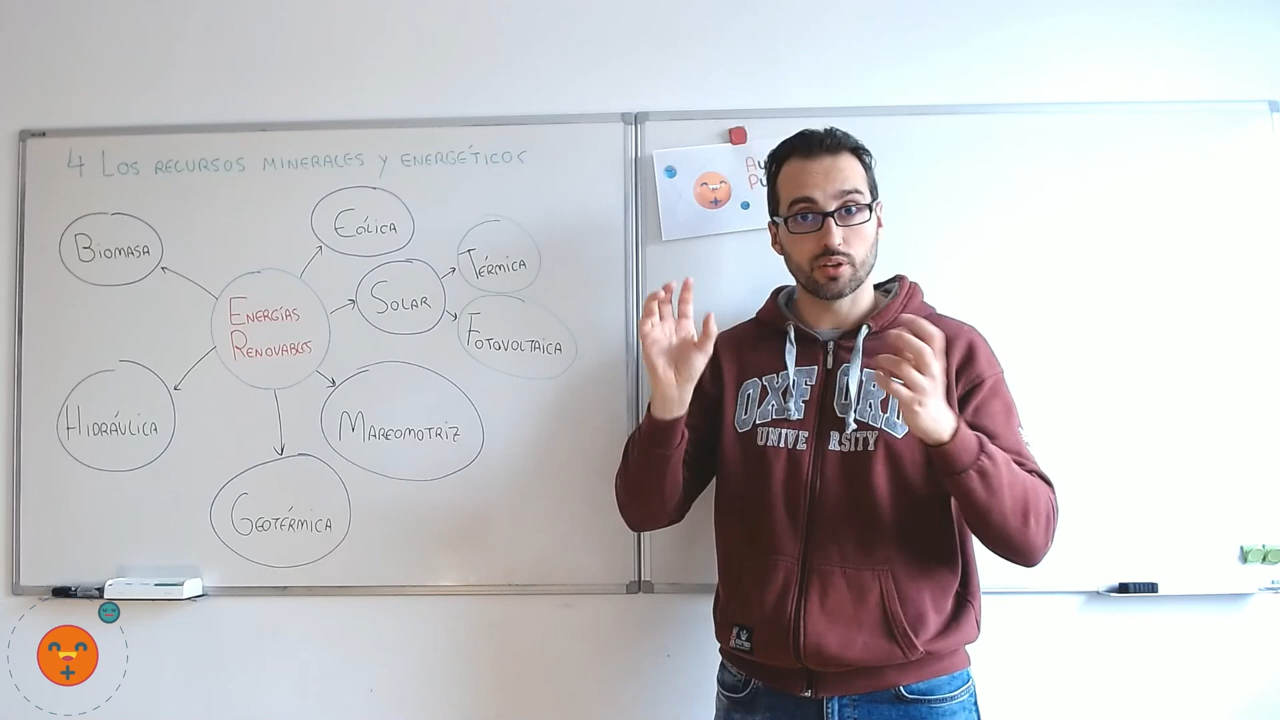 4 LOS RECURSOS MINERALES Y ENERGÉTICOS
BIOMASA
EÓLICA
TÉRMICA
SOLAR
ENERGÍAS
RENOVABLES
FOTOVOLTAICA
HIDRÁULICA
MAREOMOTRIZ
GEOTÉRMICA
OXFORD
UNIVERSITY